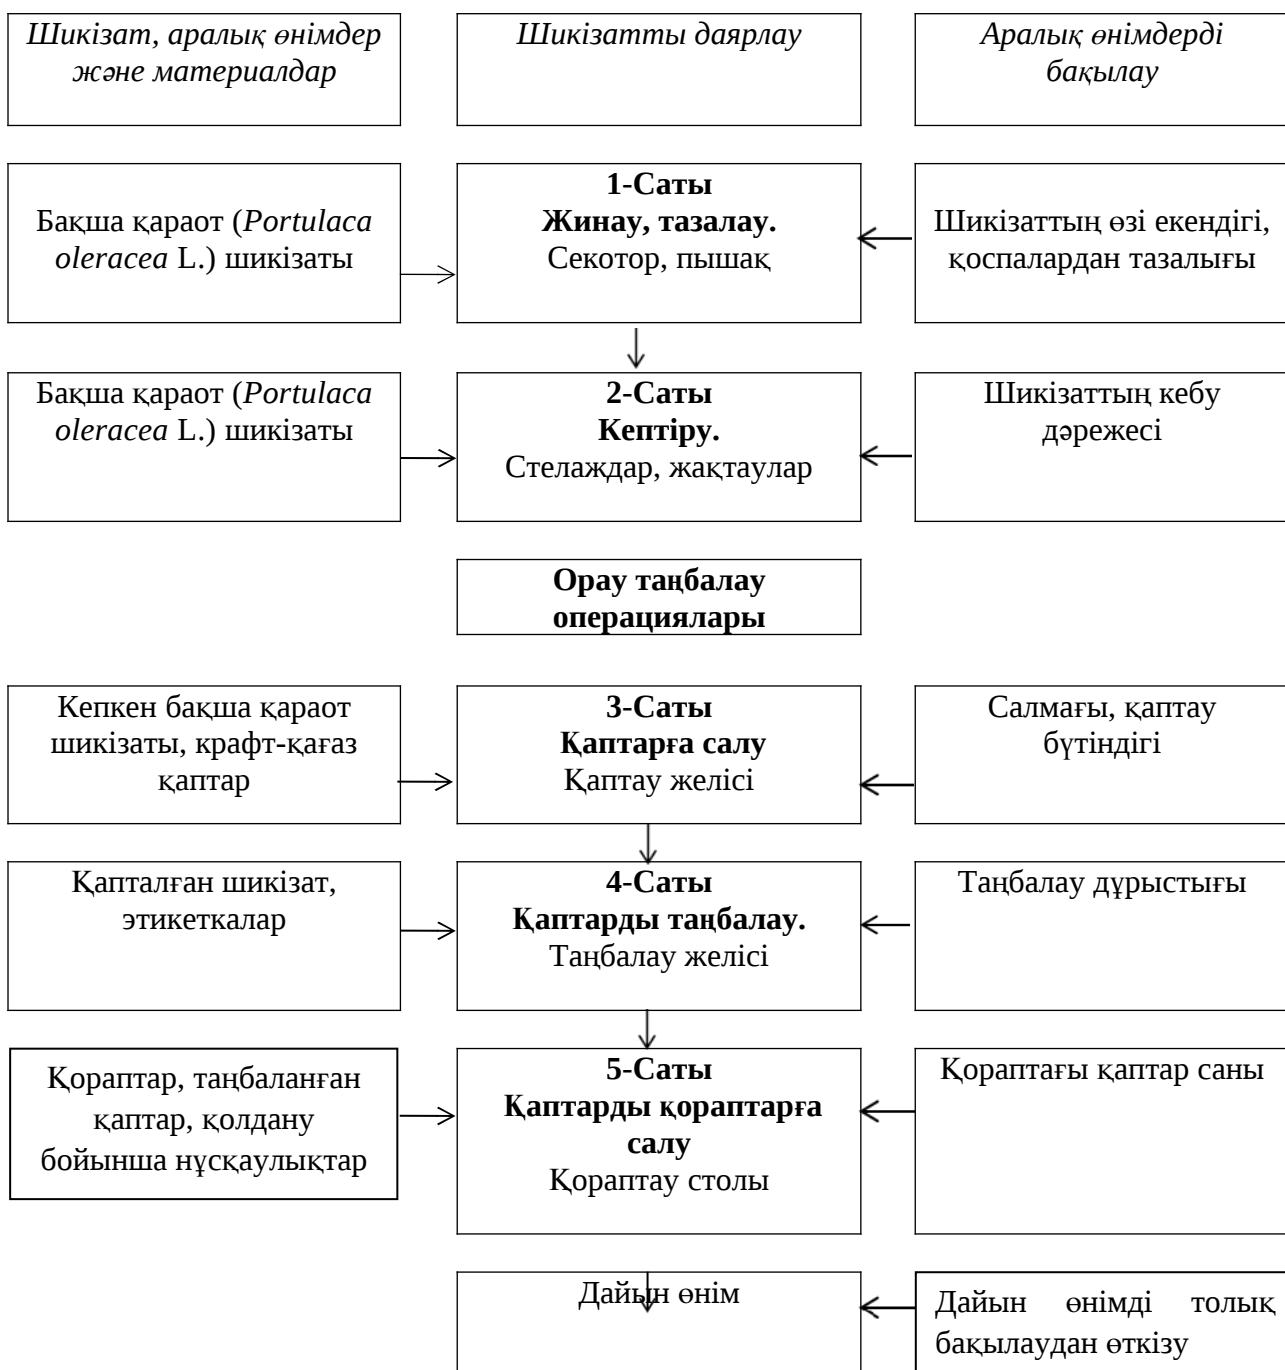 Шикізат, аралық өнімдер
және материалдар
Шикізатты даярлау
Аралық өнімдерді
бақылау
Бақша қараот (Portulaca
oleracea L.) шикізаты
1-Саты
Жинау, тазалау.
Секотор, пышақ
Шикізаттың өзі екендігі,
қоспалардан тазалығы
Бақша қараот (Portulaca
oleracea L.) шикізаты
2-Саты
Кептіру.
Стелаждар, жақтаулар
Шикізаттың кебу
дәрежесі
Орау таңбалау
операциялары
Кепкен бақша қараот
шикізаты, крафт-қағаз
қаптар
3-Саты
Қаптарға салу
Қаптау желісі
Салмағы, қаптау
бүтіндігі
Қапталған шикізат,
этикеткалар
4-Саты
Қаптарды таңбалау.
Таңбалау желісі
Таңбалау дұрыстығы
Қораптар, таңбаланған
қаптар, қолдану
бойынша нұсқаулықтар
5-Саты
Қаптарды қораптарға
салу
Қораптау столы
Қораптағы қаптар саны
Дайын өнім
Дайын өнімді толық
бақылаудан өткізу